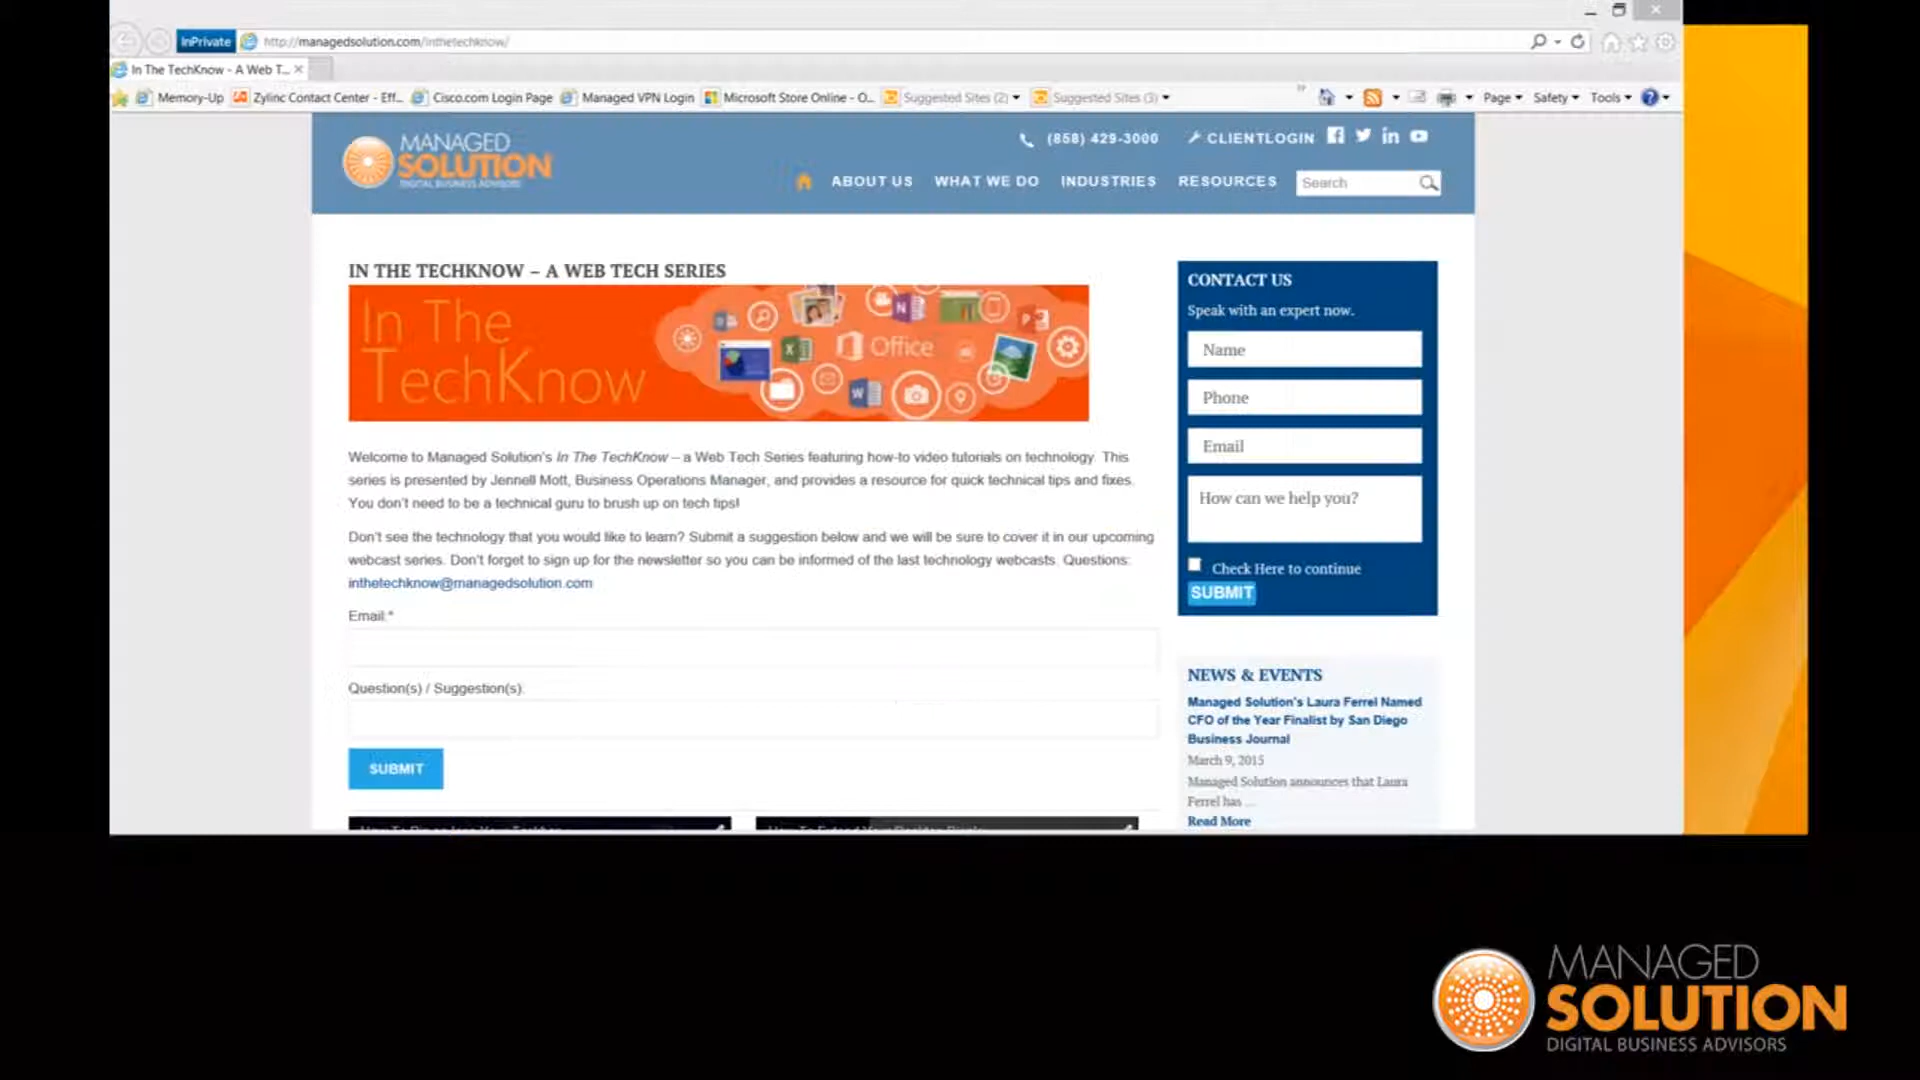 InPrivate http://managedsolution.com/inthetechknow/
In The TechKnow - A Web T...
Memory-Up Zylinc Contact Center - Eff... Cisco.com Login Page Managed VPN Login Microsoft Store Online - O... Suggested Sites (2) Suggested Sites (3) Page Safety Tools
MANAGED
SOLUTION
DIGITAL BUSINESS ADVISORS
(858) 429-3000 CLIENTLOGIN
ABOUT US WHAT WE DO INDUSTRIES RESOURCES Search
IN THE TECHKNOW – A WEB TECH SERIES
In The
TechKnow
Office
Welcome to Managed Solution's In The TechKnow – a Web Tech Series featuring how-to video tutorials on technology. This
series is presented by Jennell Mott, Business Operations Manager, and provides a resource for quick technical tips and fixes.
You don't need to be a technical guru to brush up on tech tips!
Don't see the technology that you would like to learn? Submit a suggestion below and we will be sure to cover it in our upcoming
webcast series. Don't forget to sign up for the newsletter so you can be informed of the last technology webcasts. Questions:
inthetechknow@managedsolution.com
Email:*
Question(s) / Suggestion(s):
SUBMIT
CONTACT US
Speak with an expert now.
Name
Phone
Email
How can we help you?
Check Here to continue
SUBMIT
NEWS & EVENTS
Managed Solution's Laura Ferrel Named
CFO of the Year Finalist by San Diego
Business Journal
March 9, 2015
Managed Solution announces that Laura
Ferrel has ...
Read More
MANAGED
SOLUTION
DIGITAL BUSINESS ADVISORS